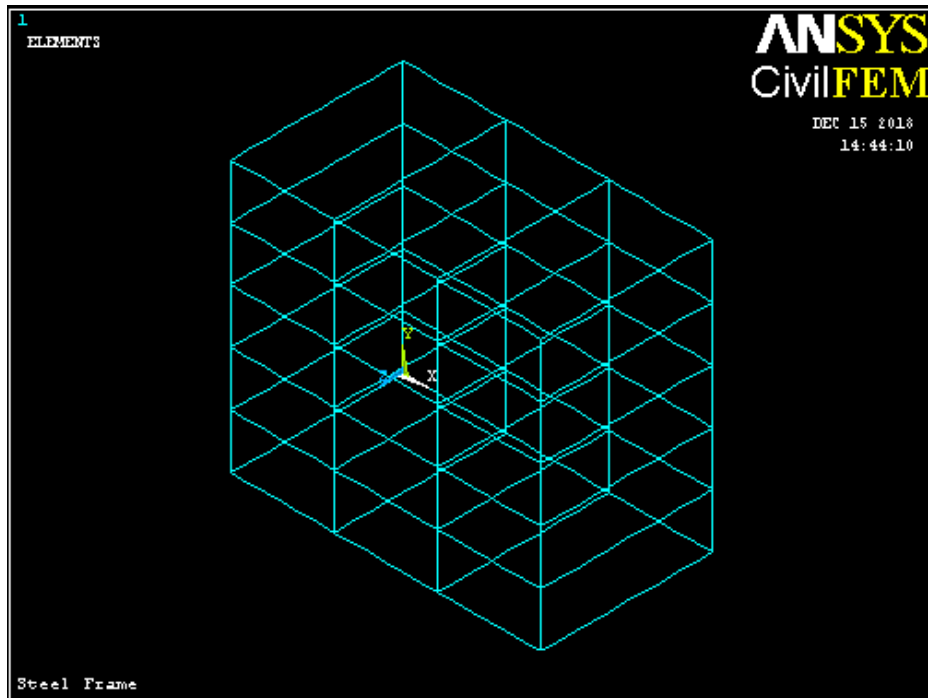 1
ELEMENTS
ANSYS
CivilFEM
DEC 15 2018
14:44:10
Y
X
Steel Frame